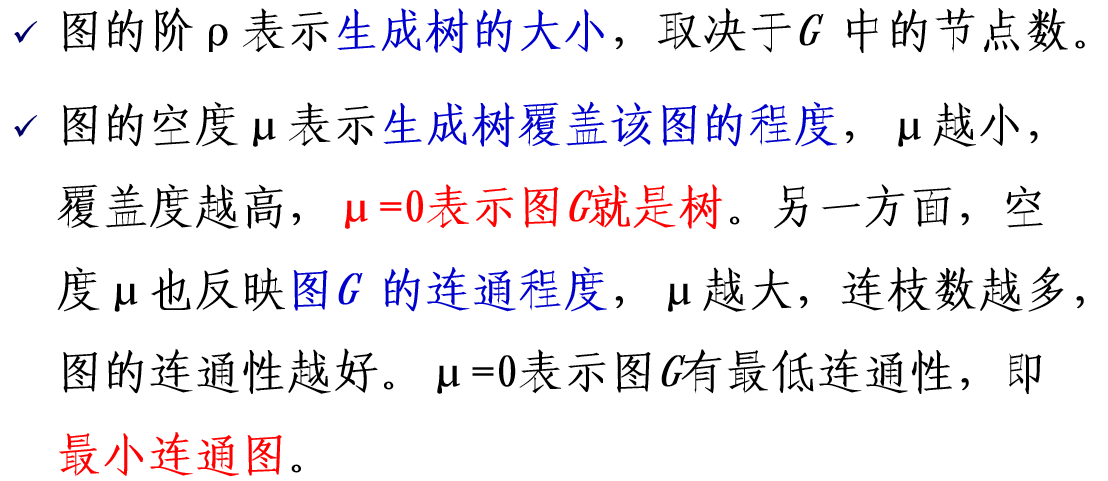 ✓ 图的阶 ρ 表示生成树的大小，取决于G 中的节点数。
✓ 图的空度 μ 表示生成树覆盖该图的程度， μ 越小，
覆盖度越高， μ =0表示图G就是树。另一方面，空
度 μ 也反映图G 的连通程度， μ 越大，连枝数越多，
图的连通性越好。 μ =0表示图G有最低连通性，即
最小连通图。